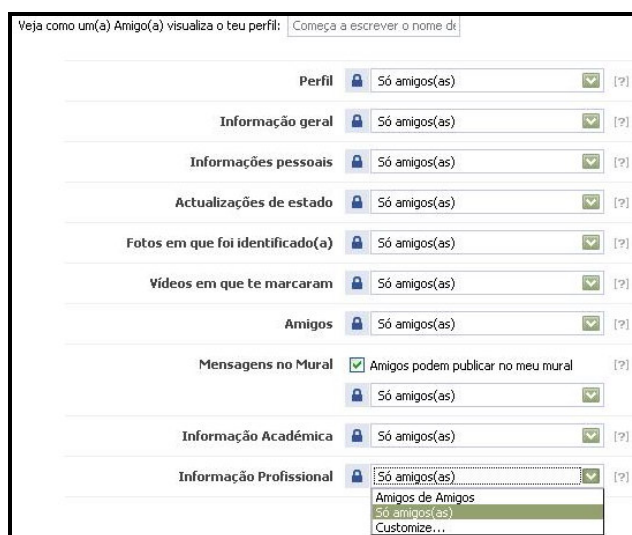 Veja como um(a) Amigo(a) visualiza o teu perfil: Começa a escrever o nome de
Perfil Só amigos(as) [?]
Informação geral Só amigos(as) [?]
Informações pessoais Só amigos(as) [?]
Actualizações de estado Só amigos(as) [?]
Fotos em que foi identificado(a) Só amigos(as) [?]
Vídeos em que te marcaram Só amigos(as) [?]
Amigos Só amigos(as) [?]
Mensagens no Mural Amigos podem publicar no meu mural [?]
Só amigos(as)
Informação Académica Só amigos(as) [?]
Informação Profissional Só amigos(as) [?]
Amigos de Amigos
Só amigos(as)
Customize...